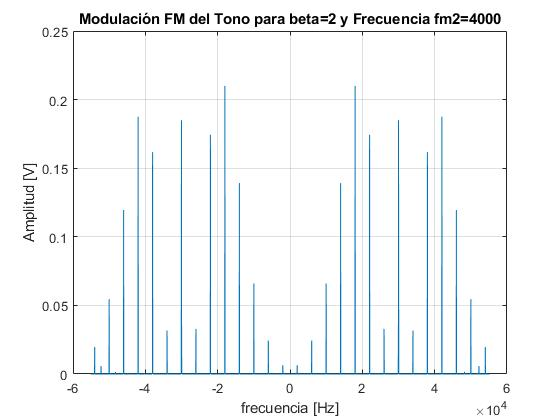 Modulación FM del Tono para beta=2 y Frecuencia fm2=4000
Amplitud [V]
0.25
0.2
0.15
0.1
0.05
0
-6 -4 -2 0 2 4 6
×10⁴
frecuencia [Hz]